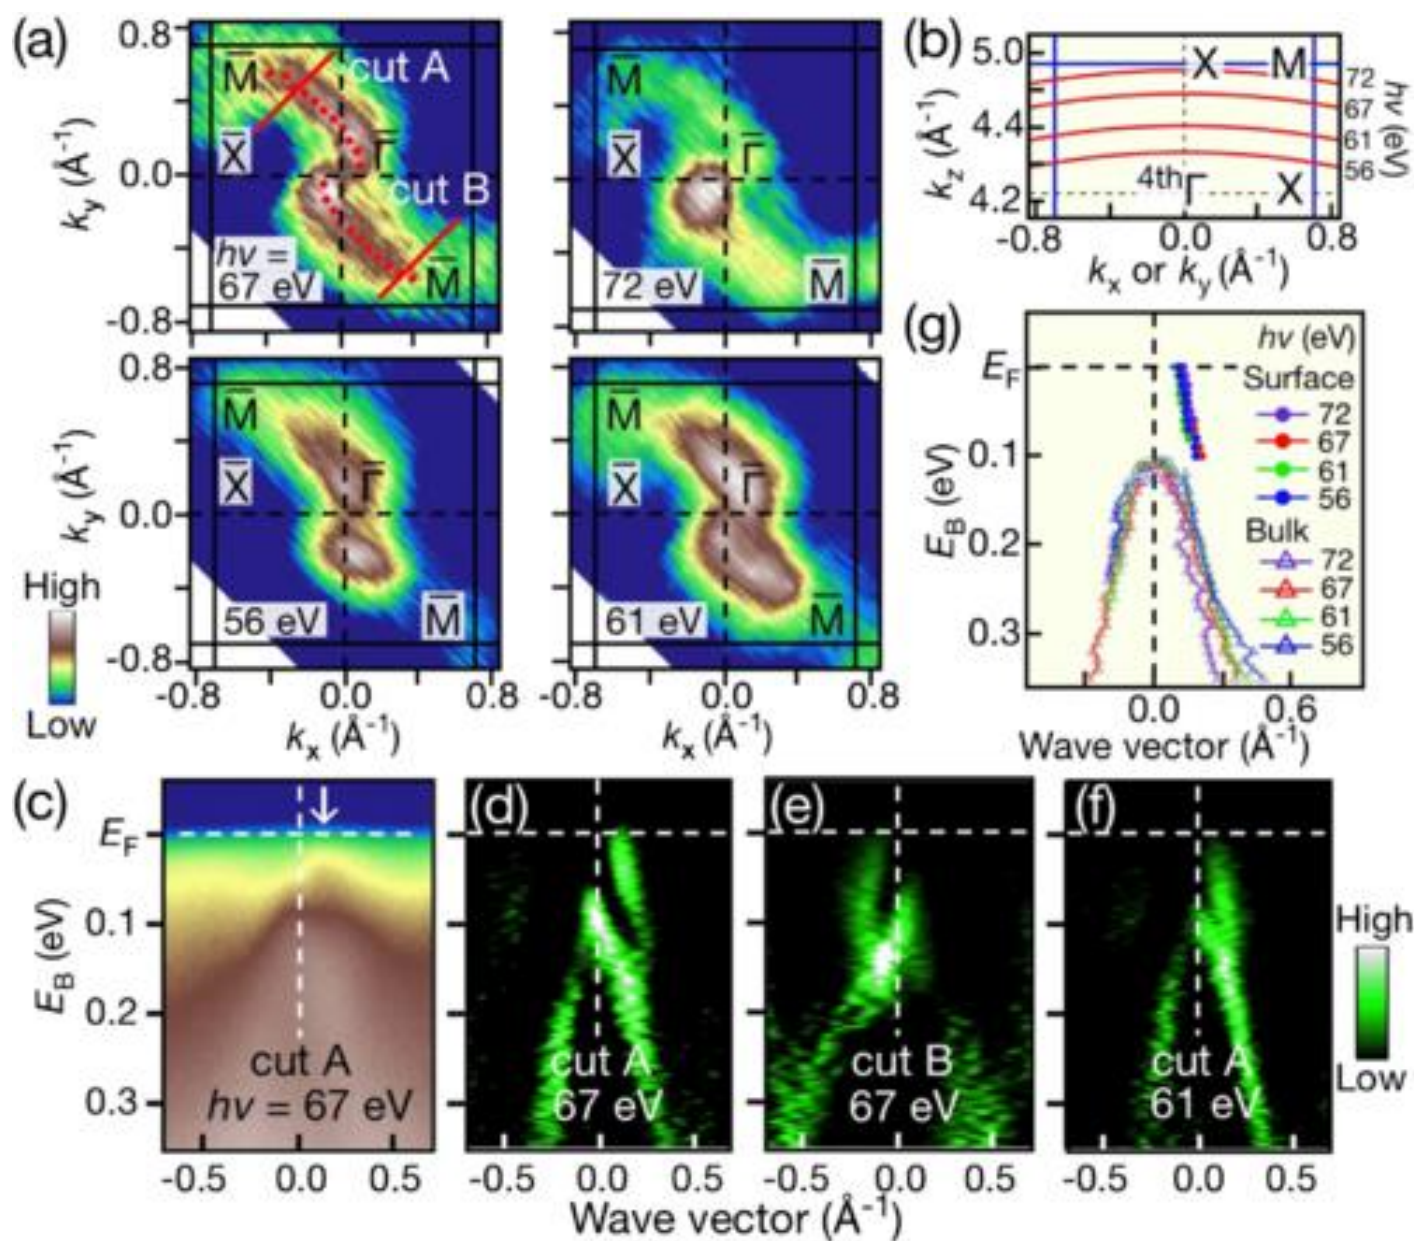 (a)
0.8
0.0
-0.8
k_y (Å⁻¹)
M̅
cut A
X̅
Γ̅
cut B
hν =
67 eV
M̅
M̅
X̅
Γ̅
72 eV
M̅
0.8
0.0
-0.8
k_y (Å⁻¹)
M̅
X̅
Γ̅
56 eV
M̅
M̅
X̅
Γ̅
61 eV
M̅
-0.8 0.0 0.8
k_x (Å⁻¹)
-0.8 0.0 0.8
k_x (Å⁻¹)
High
Low
(b)
5.0
4.4
4.2
k_z (Å⁻¹)
X M
4th Γ X
72
67
61
56
hν (eV)
-0.8 0.0 0.8
k_x or k_y (Å⁻¹)
(g)
E_F
0.1
0.2
0.3
E_B (eV)
hν (eV)
Surface
72
67
61
56
Bulk
72
67
61
56
0.0 0.6
Wave vector (Å⁻¹)
(c)
E_F
0.1
0.2
0.3
E_B (eV)
cut A
hν = 67 eV
(d)
cut A
67 eV
(e)
cut B
67 eV
(f)
cut A
61 eV
High
Low
-0.5 0.0 0.5
-0.5 0.0 0.5
-0.5 0.0 0.5
-0.5 0.0 0.5
Wave vector (Å⁻¹)